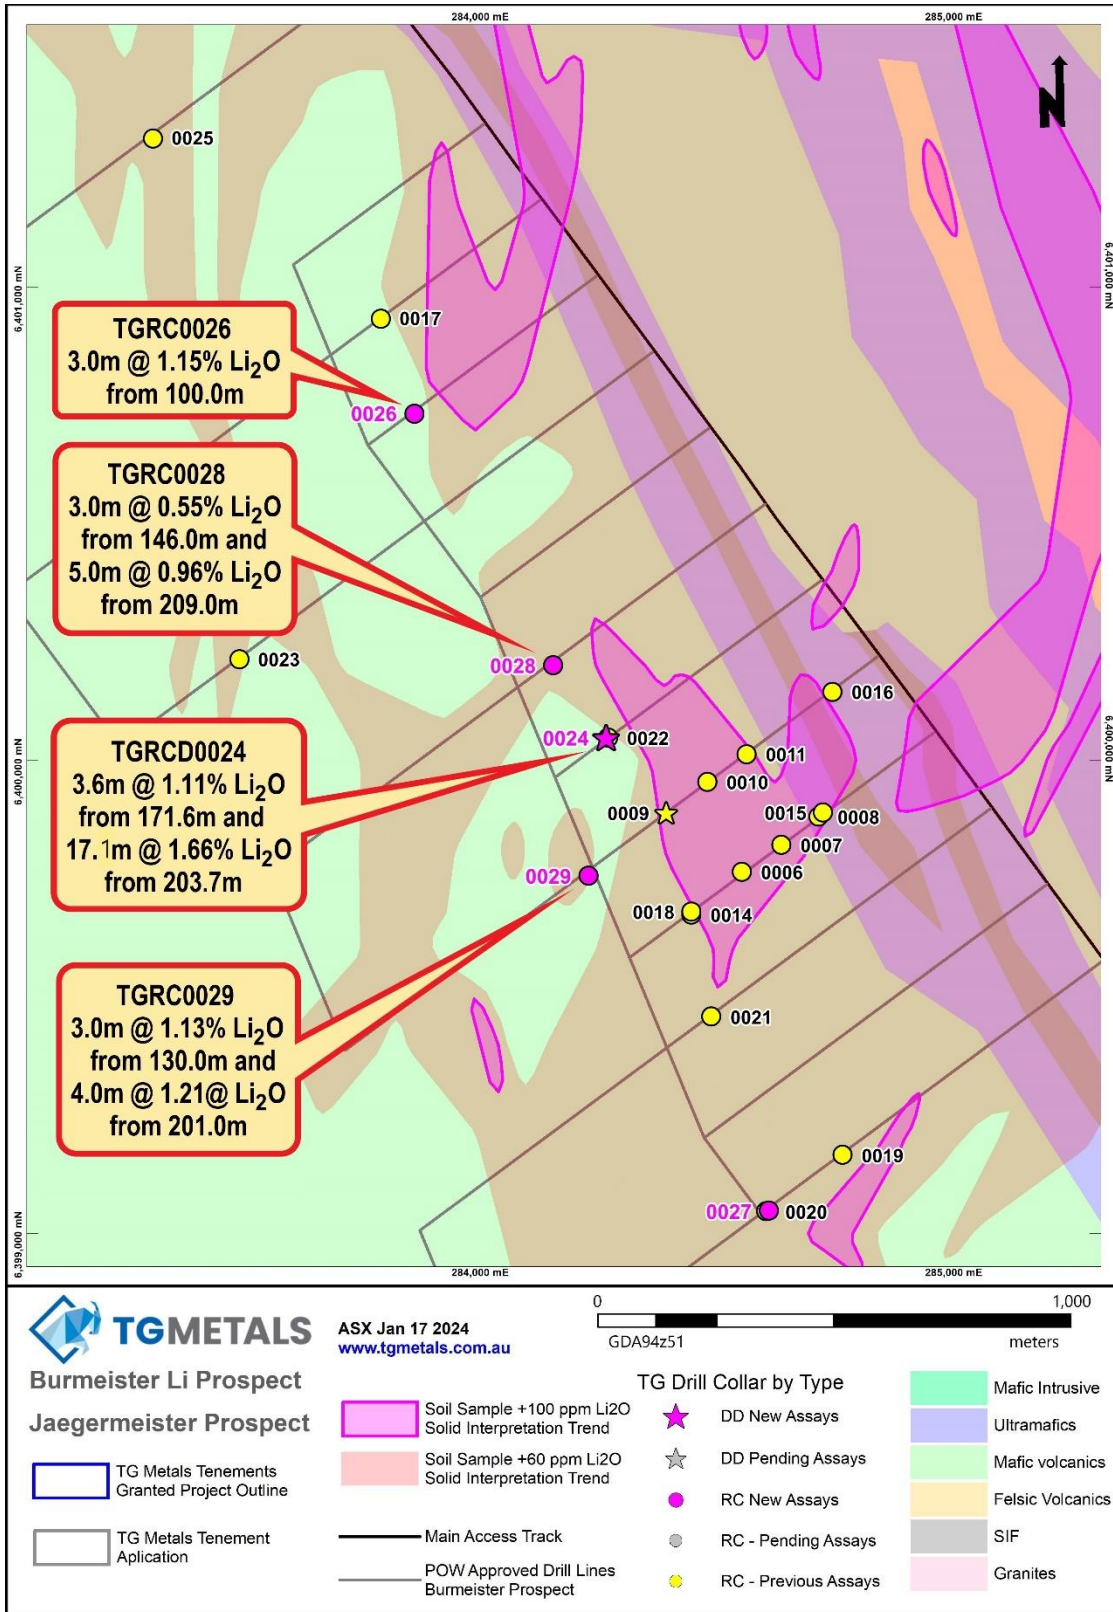 284,000 mE
285,000 mE
N
0025
6,401,000 mN
6,401,000 mN
0017
TGRC0026
3.0m @ 1.15% Li2O
from 100.0m
0026
TGRC0028
3.0m @ 0.55% Li2O
from 146.0m and
5.0m @ 0.96% Li2O
from 209.0m
0023
0028
0016
0024
0022
0011
6,400,000 mN
6,400,000 mN
TGRCD0024
3.6m @ 1.11% Li2O
from 171.6m and
17.1m @ 1.66% Li2O
from 203.7m
0010
0009
0015
0008
0007
0006
0029
0018
0014
TGRC0029
3.0m @ 1.13% Li2O
from 130.0m and
4.0m @ 1.21@ Li2O
from 201.0m
0021
0019
0027
0020
6,399,000 mN
284,000 mE
285,000 mE
TGMETALS
Burmeister Li Prospect
Jaegermeister Prospect
TG Metals Tenements
Granted Project Outline
TG Metals Tenement
Aplication
ASX Jan 17 2024
www.tgmetals.com.au
Soil Sample +100 ppm Li2O
Solid Interpretation Trend
Soil Sample +60 ppm Li2O
Solid Interpretation Trend
Main Access Track
POW Approved Drill Lines
Burmeister Prospect
0
1,000
GDA94z51
meters
TG Drill Collar by Type
DD New Assays
DD Pending Assays
RC New Assays
RC - Pending Assays
RC - Previous Assays
Mafic Intrusive
Ultramafics
Mafic volcanics
Felsic Volcanics
SIF
Granites